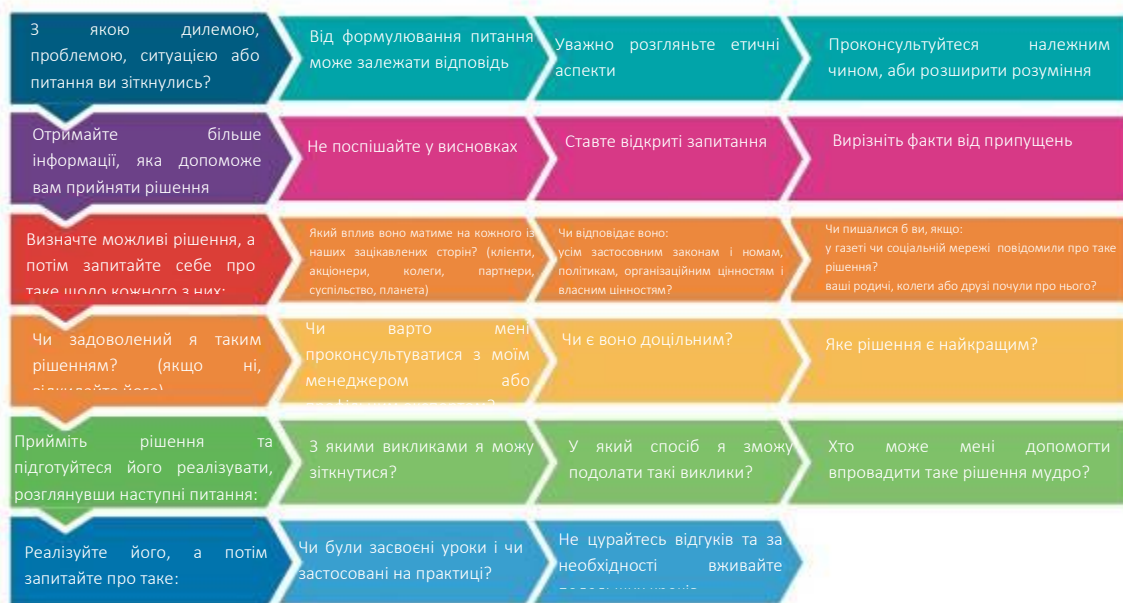 З якою дилемою,
проблемою, ситуацією або
питання ви зіткнулись?
Від формулювання питання
може залежати відповідь
Уважно розгляньте етичні
аспекти
Проконсультуйтеся належним
чином, аби розширити розуміння
Отримайте більше
інформації, яка допоможе
вам прийняти рішення
Не поспішайте у висновках
Ставте відкриті запитання
Вирізніть факти від припущень
Визначте можливі рішення, а
потім запитайте себе про
таке щодо кожного з них:
Який вплив воно матиме на кожного із
наших зацікавлених сторін? (клієнти,
акціонери, колеги, партнери,
суспільство, планета)
Чи відповідає воно:
усім застосовним законам і номам,
політикам, організаційним цінностям і
власним цінностям?
Чи пишалися б ви, якщо:
у газеті чи соціальній мережі повідомили про таке
рішення?
ваші родичі, колеги або друзі почули про нього?
Чи задоволений я таким
рішенням? (якщо ні,
відкидайте його)
Чи варто мені
проконсультуватися з моїм
менеджером або
Чи є воно доцільним?
Яке рішення є найкращим?
Прийміть рішення та
підготуйтеся його реалізувати,
розглянувши наступні питання:
З якими викликами я можу
зіткнутися?
У який спосіб я зможу
подолати такі виклики?
Хто може мені допомогти
впровадити таке рішення мудро?
Реалізуйте його, а потім
запитайте про таке:
Чи були засвоєні уроки і чи
застосовані на практиці?
Не цурайтесь відгуків та за
необхідності вживайте